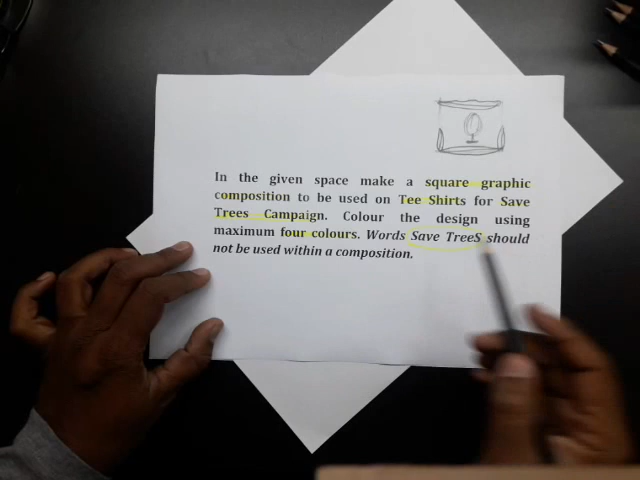 In the given space make a square graphic
composition to be used on Tee Shirts for Save
Trees Campaign. Colour the design using
maximum four colours. Words Save TreeS should
not be used within a composition.